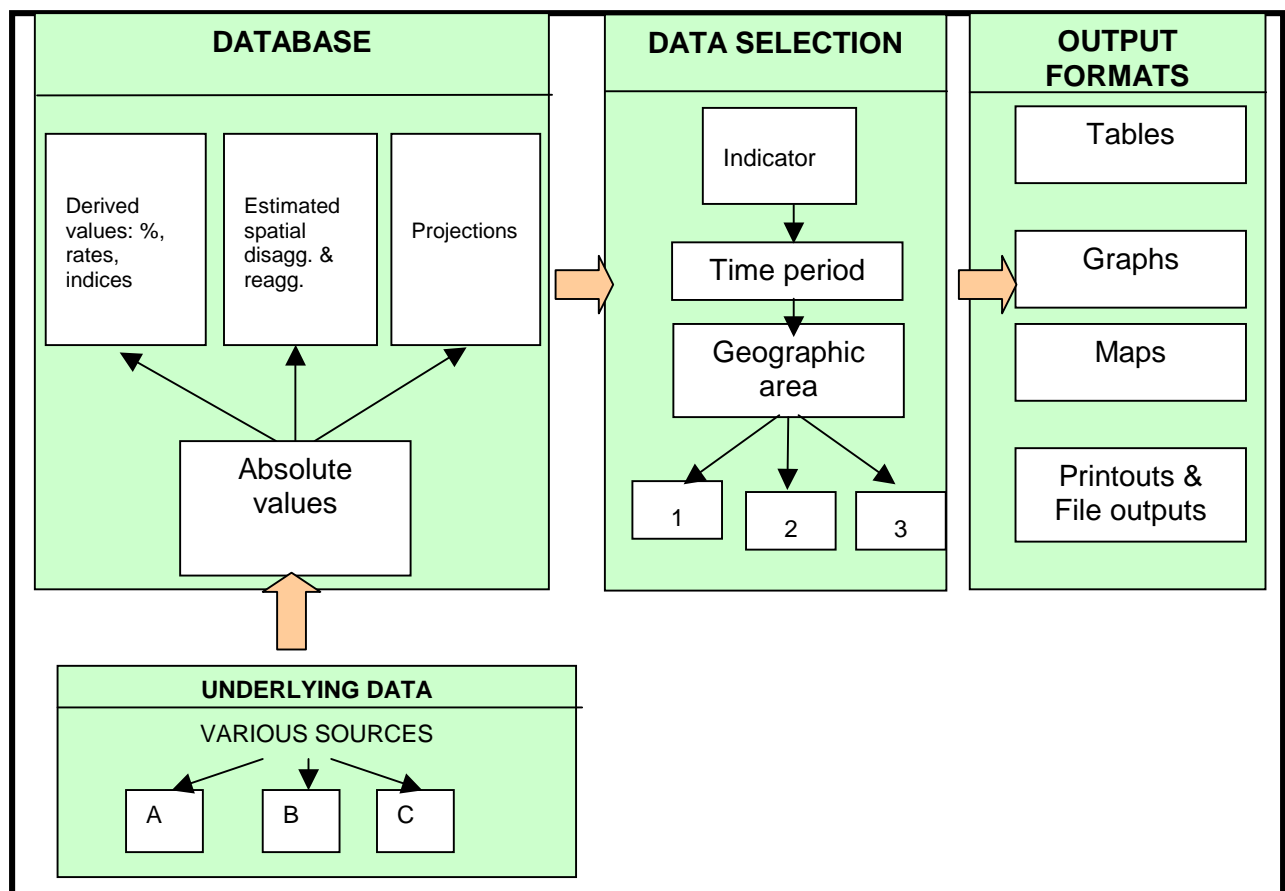 DATABASE
Derived
values: %,
rates,
indices
Estimated
spatial
disagg. &
reagg.
Projections
Absolute
values
UNDERLYING DATA
VARIOUS SOURCES
A
B
C
DATA SELECTION
Indicator
Time period
Geographic
area
1
2
3
OUTPUT
FORMATS
Tables
Graphs
Maps
Printouts &
File outputs